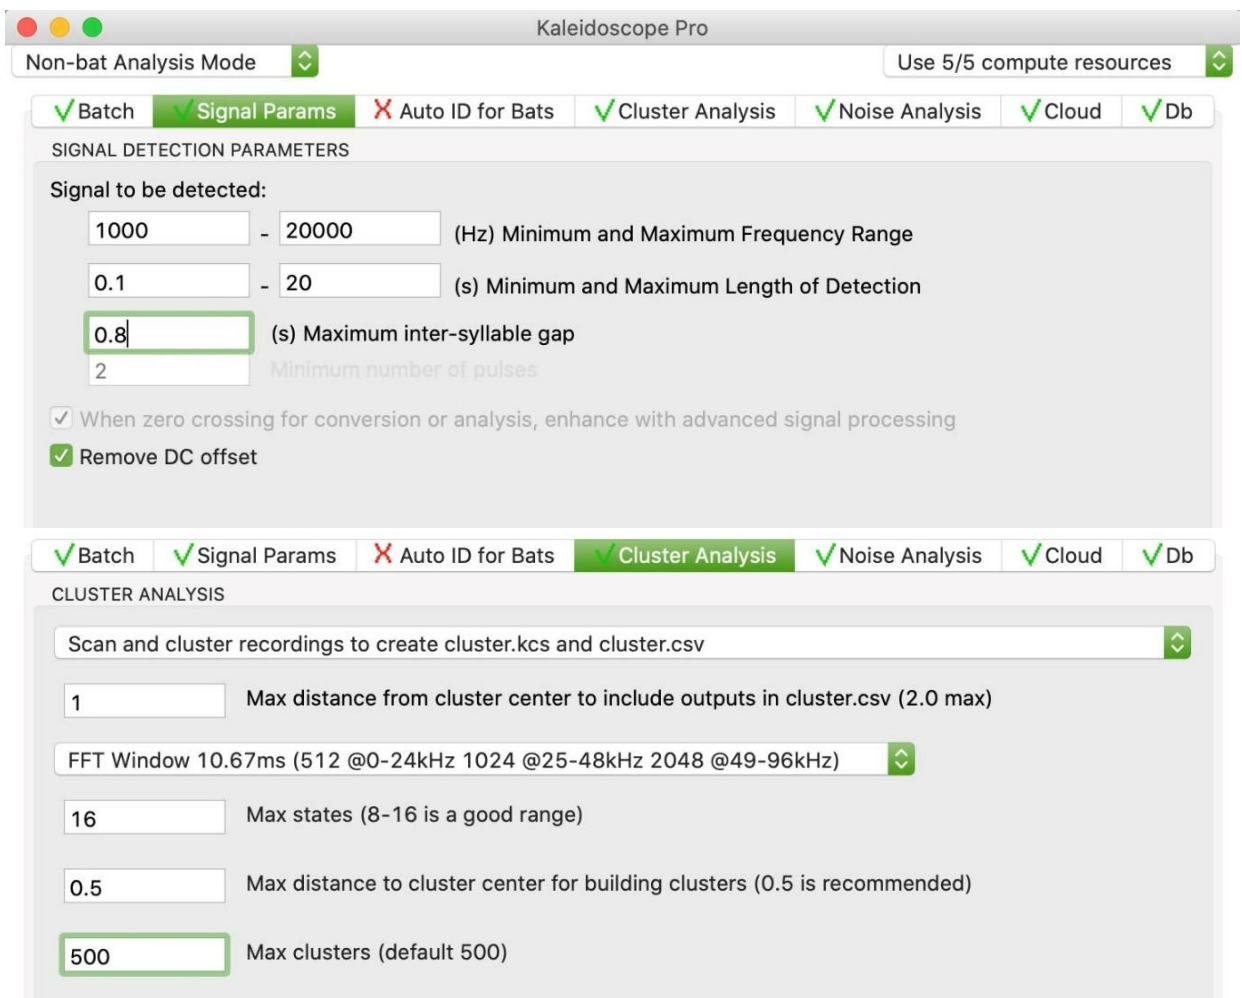 Kaleidoscope Pro
Non-bat Analysis Mode Use 5/5 compute resources
Batch Signal Params Auto ID for Bats Cluster Analysis Noise Analysis Cloud Db
SIGNAL DETECTION PARAMETERS
Signal to be detected:
1000 - 20000 (Hz) Minimum and Maximum Frequency Range
0.1 - 20 (s) Minimum and Maximum Length of Detection
0.8 (s) Maximum inter-syllable gap
2 Minimum number of pulses
When zero crossing for conversion or analysis, enhance with advanced signal processing
Remove DC offset
Batch Signal Params Auto ID for Bats Cluster Analysis Noise Analysis Cloud Db
CLUSTER ANALYSIS
Scan and cluster recordings to create cluster.kcs and cluster.csv
1 Max distance from cluster center to include outputs in cluster.csv (2.0 max)
FFT Window 10.67ms (512 @0-24kHz 1024 @25-48kHz 2048 @49-96kHz)
16 Max states (8-16 is a good range)
0.5 Max distance to cluster center for building clusters (0.5 is recommended)
500 Max clusters (default 500)